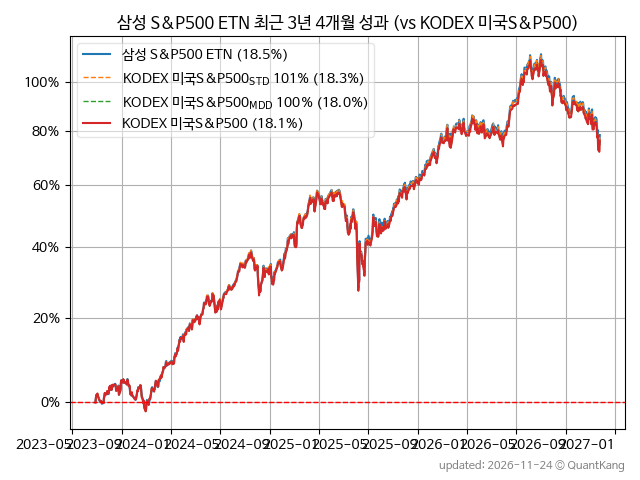 삼성 S&P500 ETN 최근 3년 4개월 성과 (vs KODEX 미국S&P500)
삼성 S&P500 ETN (18.5%)
KODEX 미국S&P500STD 101% (18.3%)
KODEX 미국S&P500MDD 100% (18.0%)
KODEX 미국S&P500 (18.1%)
100%
80%
60%
40%
20%
0%
2023-05 2023-09 2024-01 2024-05 2024-09 2025-01 2025-05 2025-09 2026-01 2026-05 2026-09 2027-01
updated: 2026-11-24 © QuantKang